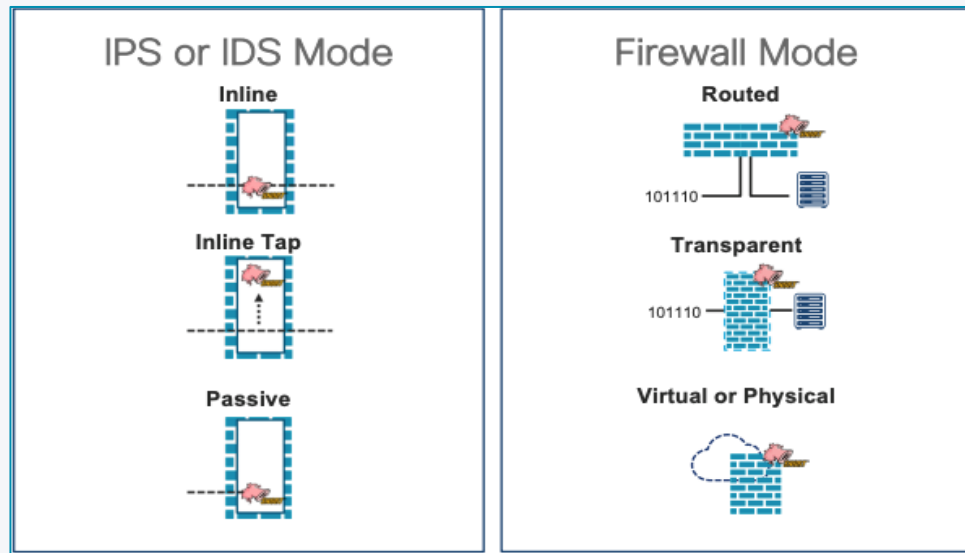 IPS or IDS Mode
Inline
Inline Tap
Passive
Firewall Mode
Routed
101110
Transparent
101110
Virtual or Physical